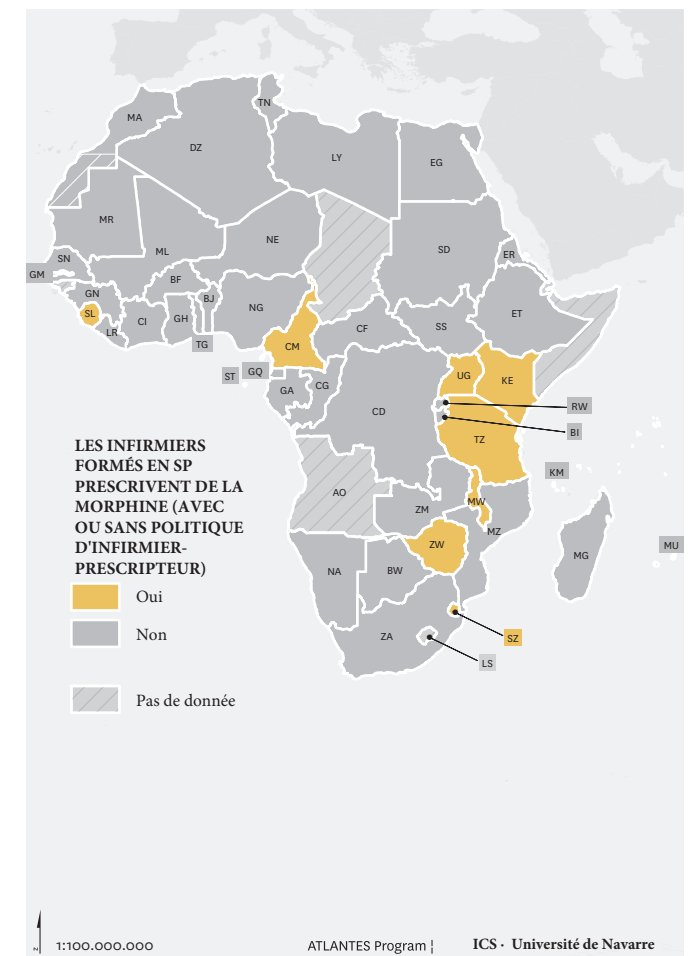 TN
MA
DZ
LY
EG
MR
ML
NE
SD
ER
SN
GM
BF
GN
BJ
NG
ET
SL
CI
GH
LR
CF
SS
TG
CM
ST
GQ
UG
KE
GA
CG
CD
RW
BI
TZ
KM
AO
MW
ZM
MZ
MU
ZW
MG
NA
BW
ZA
SZ
LS
LES INFIRMIERS
FORMÉS EN SP
PRESCRIVENT DE LA
MORPHINE (AVEC
OU SANS POLITIQUE
D'INFIRMIER-
PRESCRIPTEUR)
Oui
Non
Pas de donnée
N
1:100.000.000
ATLANTES Program ¦
ICS · Université de Navarre